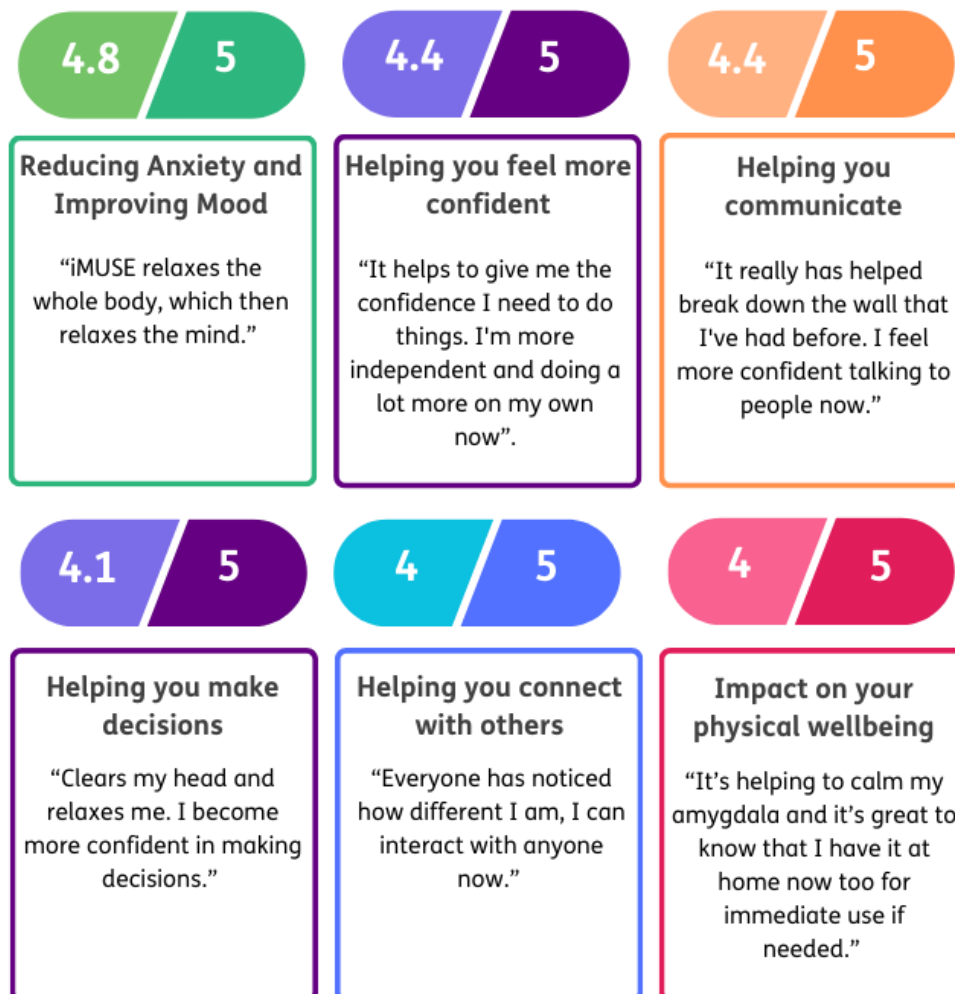 4.8 5
Reducing Anxiety and
Improving Mood
“iMUSE relaxes the
whole body, which then
relaxes the mind.”
4.4 5
Helping you feel more
confident
“It helps to give me the
confidence I need to do
things. I'm more
independent and doing a
lot more on my own
now”.
4.4 5
Helping you
communicate
“It really has helped
break down the wall that
I've had before. I feel
more confident talking to
people now.”
4.1 5
Helping you make
decisions
“Clears my head and
relaxes me. I become
more confident in making
decisions.”
4 5
Helping you connect
with others
“Everyone has noticed
how different I am, I can
interact with anyone
now.”
4 5
Impact on your
physical wellbeing
“It’s helping to calm my
amygdala and it’s great to
know that I have it at
home now too for
immediate use if
needed.”